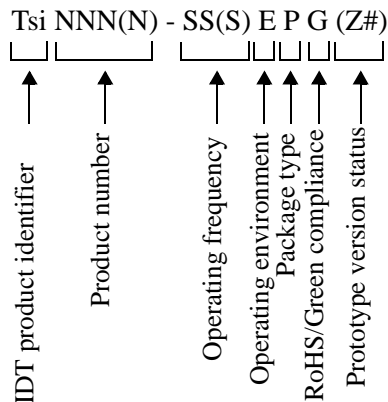 Tsi NNN(N) - SS(S) E P G (Z#)
IDT product identifier
Product number
Operating frequency
Operating environment
Package type
RoHS/Green compliance
Prototype version status